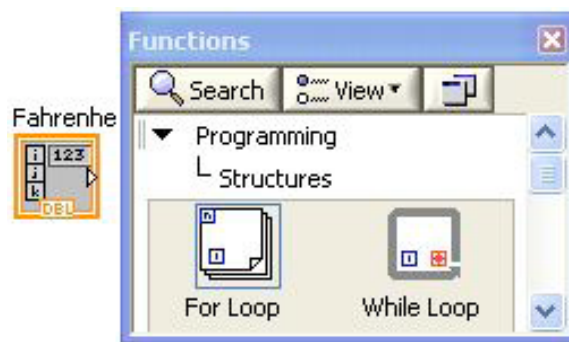 Functions
Search View
Fahrenhe
i 123
j
k
DBL
Programming
Structures
n
i
i
For Loop While Loop